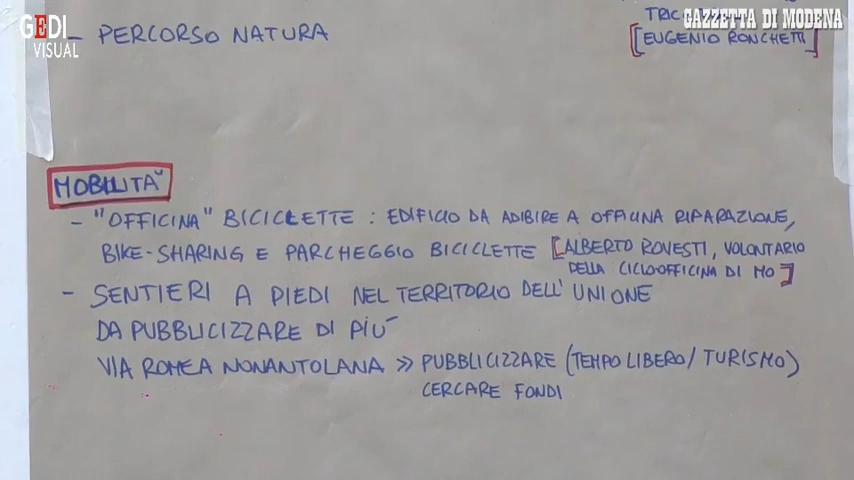 GEDI
VISUAL
GAZZETTA DI MODENA
- PERCORSO NATURA
[EUGENIO RONCHETTI]
MOBILITA'
- "OFFICINA" BICICLETTE : EDIFICIO DA ADIBIRE A OFFICINA RIPARAZIONE,
BIKE-SHARING E PARCHEGGIO BICICLETTE [ALBERTO ROVESTI, VOLONTARIO
DELLA CICLOOFFICINA DI MO]
- SENTIERI A PIEDI NEL TERRITORIO DELL'UNIONE
DA PUBBLICIZZARE DI PIU'
VIA ROMEA NONANTOLANA >> PUBBLICIZZARE (TEMPO LIBERO/TURISMO)
CERCARE FONDI